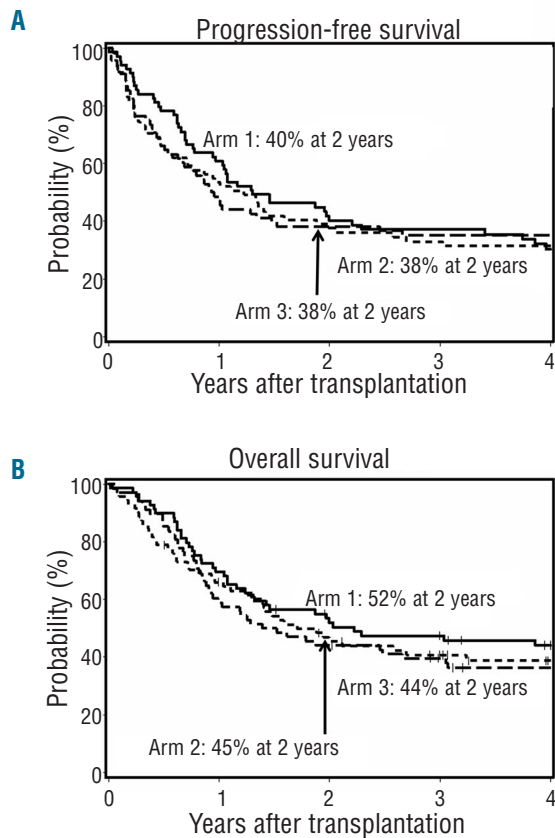 A
Progression-free survival
Probability (%)
100
80
60
40
20
0
Arm 1: 40% at 2 years
Arm 2: 38% at 2 years
Arm 3: 38% at 2 years
0 1 2 3 4
Years after transplantation
B
Overall survival
Probability (%)
100
80
60
40
20
0
Arm 1: 52% at 2 years
Arm 3: 44% at 2 years
Arm 2: 45% at 2 years
0 1 2 3 4
Years after transplantation